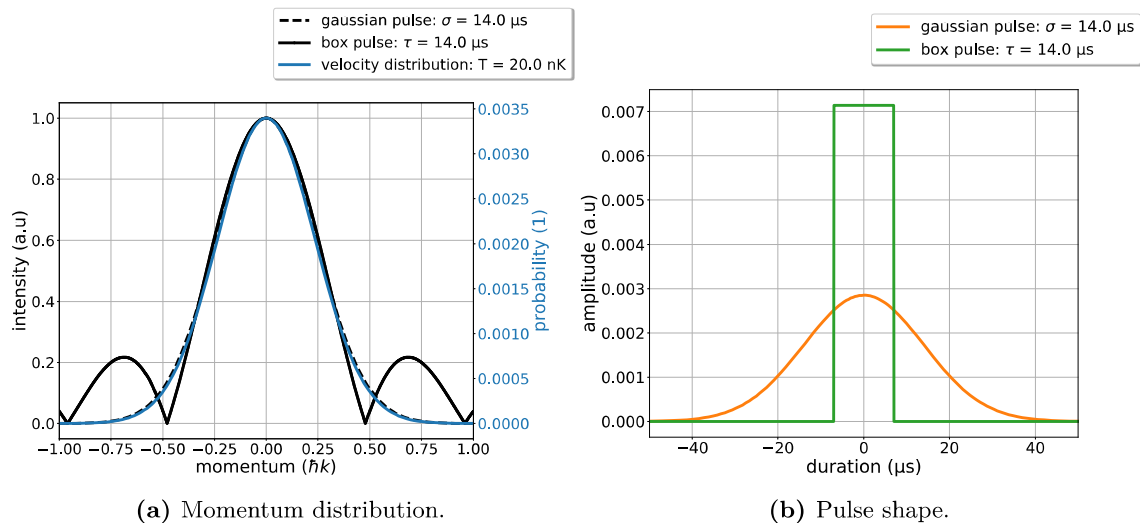 gaussian pulse: σ = 14.0 µs
box pulse: τ = 14.0 µs
velocity distribution: T = 20.0 nK
intensity (a.u)
1.0
0.8
0.6
0.4
0.2
0.0
0.0035
0.0030
0.0025
0.0020
0.0015
0.0010
0.0005
0.0000
probability (1)
−1.00 −0.75 −0.50 −0.25 0.00 0.25 0.50 0.75 1.00
momentum (ħk)
(a) Momentum distribution.
gaussian pulse: σ = 14.0 µs
box pulse: τ = 14.0 µs
amplitude (a.u)
0.007
0.006
0.005
0.004
0.003
0.002
0.001
0.000
−40 −20 0 20 40
duration (µs)
(b) Pulse shape.